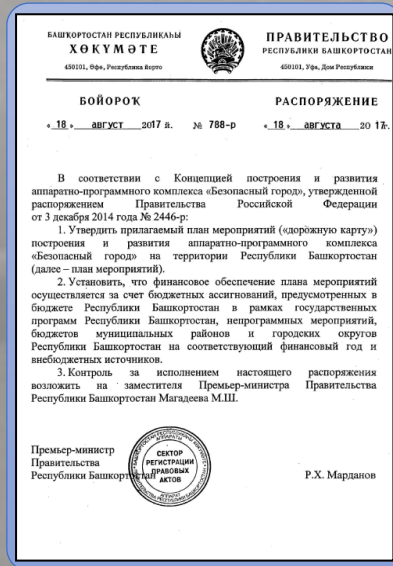 БАШҠОРТОСТАН РЕСПУБЛИКАҺЫ
ХӨКҮМӘТЕ
450101, Өфө, Республика йорто
ПРАВИТЕЛЬСТВО
РЕСПУБЛИКИ БАШКОРТОСТАН
450101, Уфа, Дом Республики
БОЙОРОҠ
РАСПОРЯЖЕНИЕ
« 18 » август 2017 й. № 788-р « 18 » августа 20 17г.
В соответствии с Концепцией построения и развития
аппаратно-программного комплекса «Безопасный город», утвержденной
распоряжением Правительства Российской Федерации
от 3 декабря 2014 года № 2446-р:
1. Утвердить прилагаемый план мероприятий («дорожную карту»)
построения и развития аппаратно-программного комплекса
«Безопасный город» на территории Республики Башкортостан
(далее – план мероприятий).
2. Установить, что финансовое обеспечение плана мероприятий
осуществляется за счет бюджетных ассигнований, предусмотренных в
бюджете Республики Башкортостан в рамках государственных
программ Республики Башкортостан, непрограммных мероприятий,
бюджетов муниципальных районов и городских округов
Республики Башкортостан на соответствующий финансовый год и
внебюджетных источников.
3. Контроль за исполнением настоящего распоряжения
возложить на заместителя Премьер-министра Правительства
Республики Башкортостан Магадеева М.Ш.
Премьер-министр
Правительства
Республики Башкортостан
Р.Х. Марданов
СЕКТОР
РЕГИСТРАЦИИ
ПРАВОВЫХ
АКТОВ